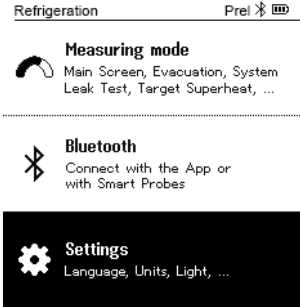 Refrigeration Prel
Measuring mode
Main Screen, Evacuation, System
Leak Test, Target Superheat, ...
Bluetooth
Connect with the App or
with Smart Probes
Settings
Language, Units, Light, ...